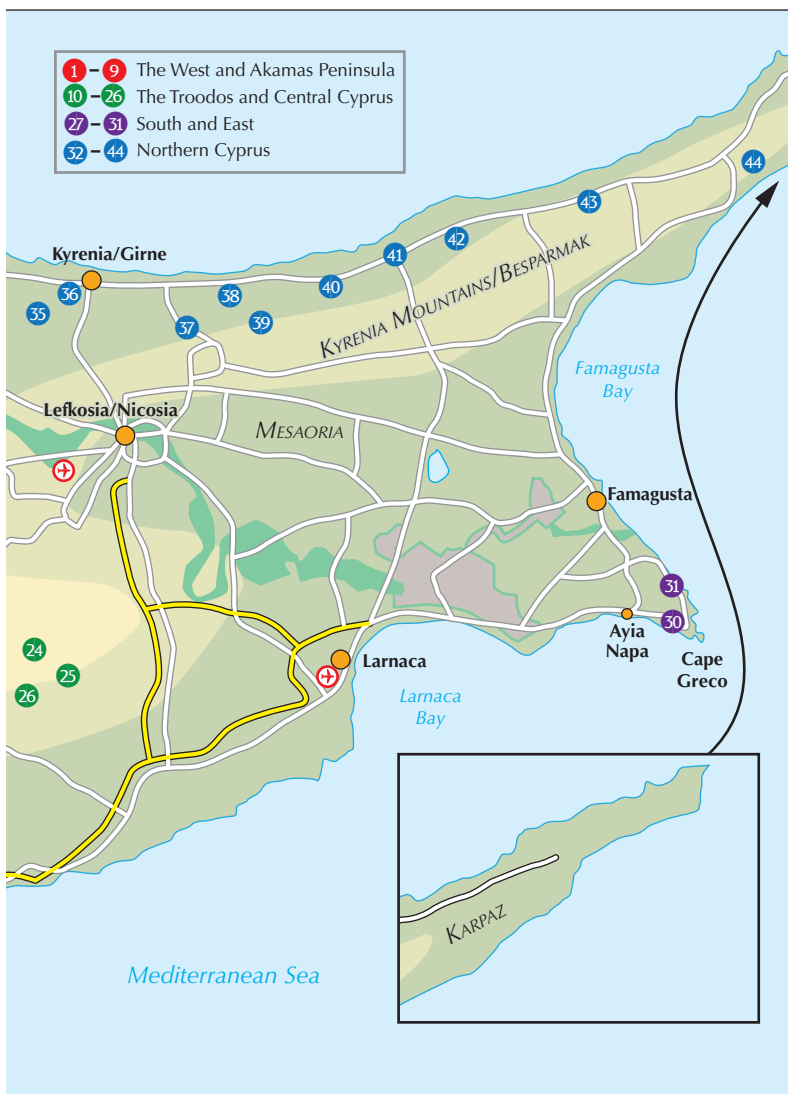 1 – 9 The West and Akamas Peninsula
10 – 26 The Troodos and Central Cyprus
27 – 31 South and East
32 – 44 Northern Cyprus
44
43
42
41
Kyrenia/Girne
40
36
38
35
39
37
KYRENIA MOUNTAINS/BESPARMAK
Famagusta
Bay
Lefkosia/Nicosia
MESAORIA
Famagusta
31
30
Ayia
Napa
Cape
Greco
24
25
26
Larnaca
Larnaca
Bay
KARPAZ
Mediterranean Sea